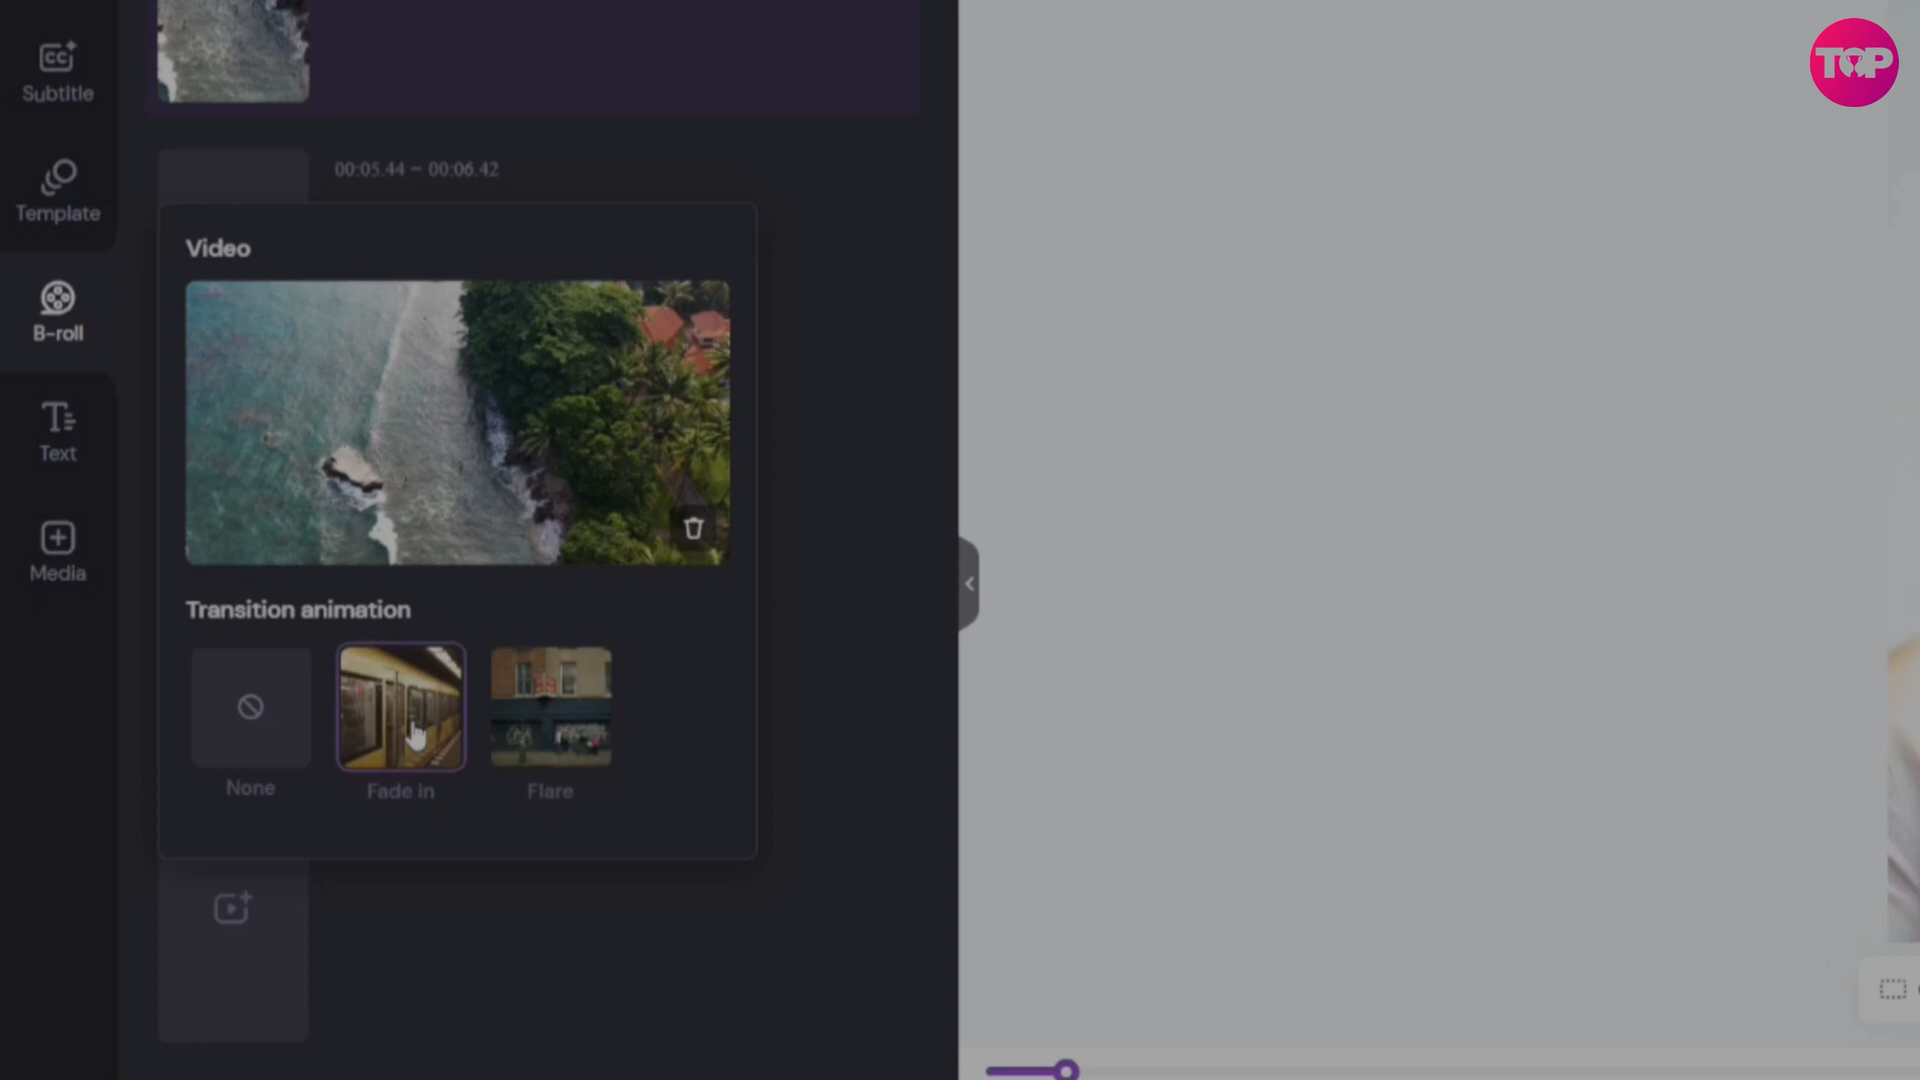 TOP
Subtitle
00:05.44 – 00:06.42
Template
Video
B-roll
Text
Media
Transition animation
None
Fade in
Flare